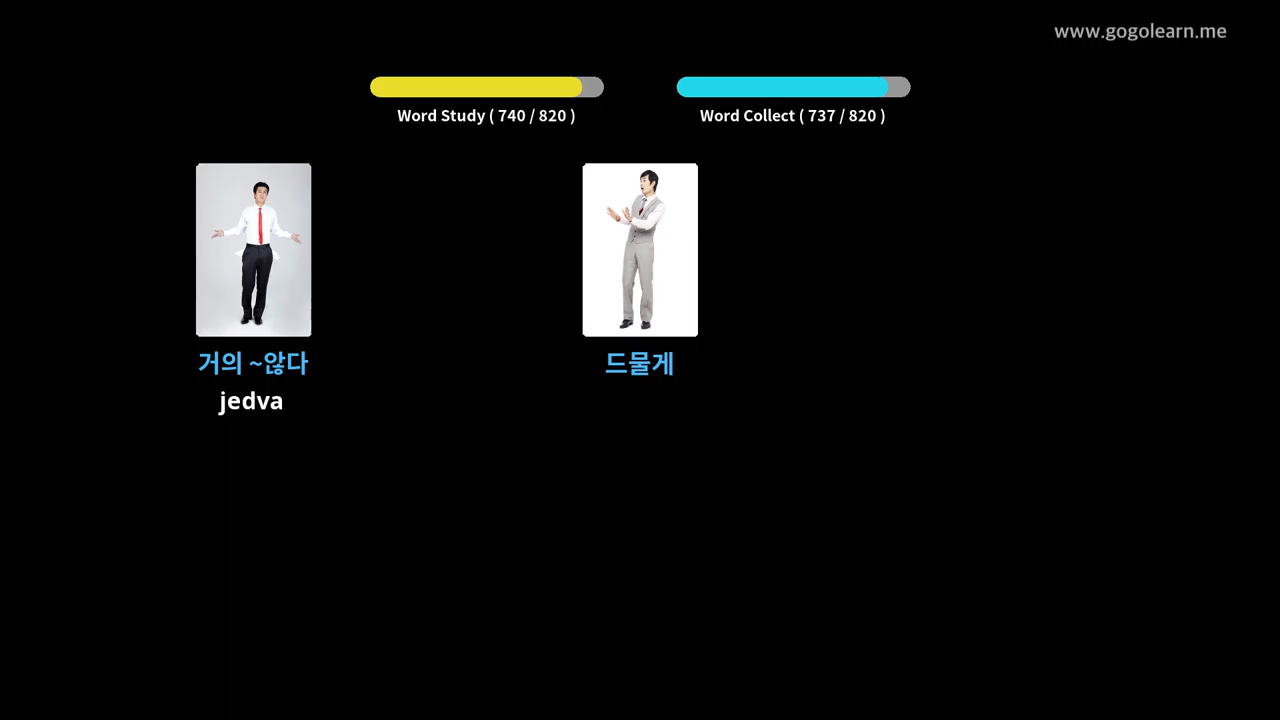 www.gogolearn.me
Word Study ( 740 / 820 )
Word Collect ( 737 / 820 )
거의 ~않다
드물게
jedva